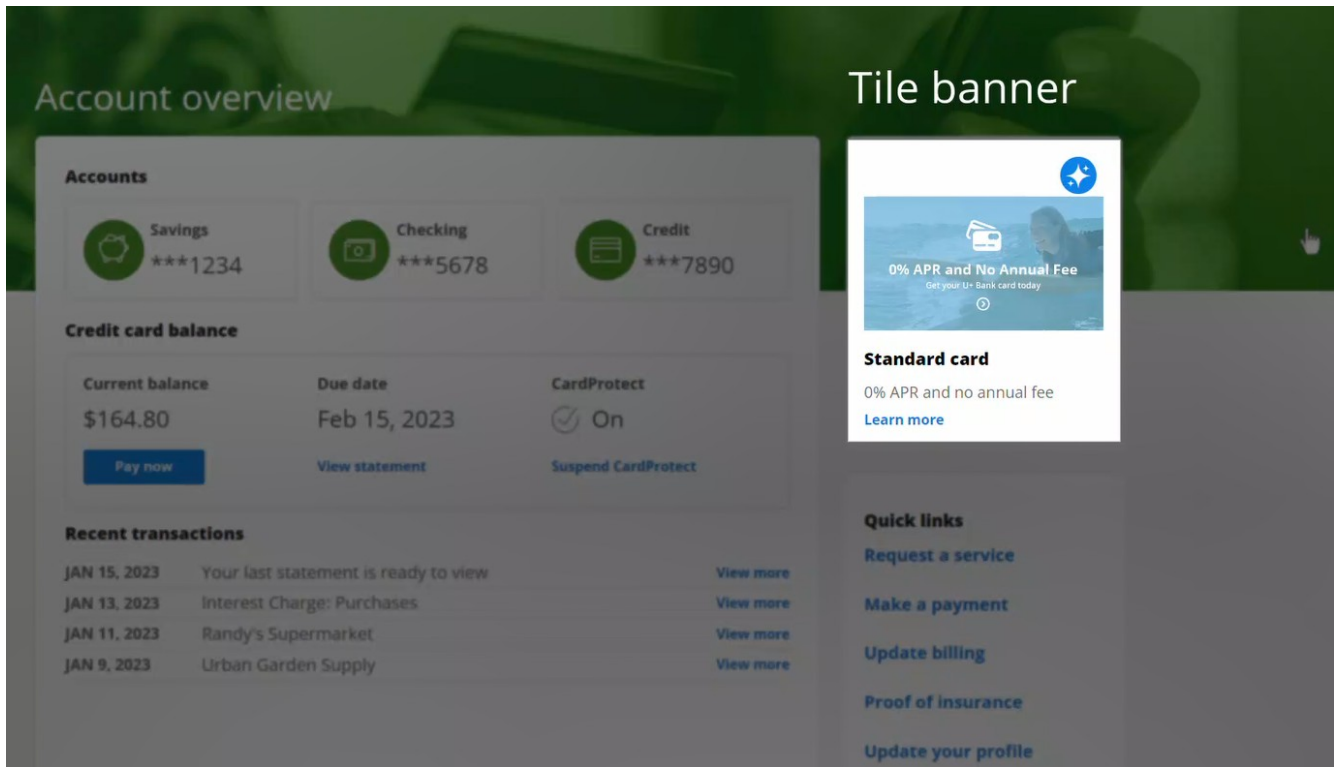 Account overview
Tile banner
Accounts
Savings
***1234
Checking
***5678
Credit
***7890
Credit card balance
Current balance
$164.80
Pay now
Due date
Feb 15, 2023
View statement
CardProtect
On
Suspend CardProtect
Recent transactions
JAN 15, 2023 Your last statement is ready to view View more
JAN 13, 2023 Interest Charge: Purchases View more
JAN 11, 2023 Randy's Supermarket View more
JAN 9, 2023 Urban Garden Supply View more
0% APR and No Annual Fee
Get your U+ Bank card today
Standard card
0% APR and no annual fee
Learn more
Quick links
Request a service
Make a payment
Update billing
Proof of insurance
Update your profile